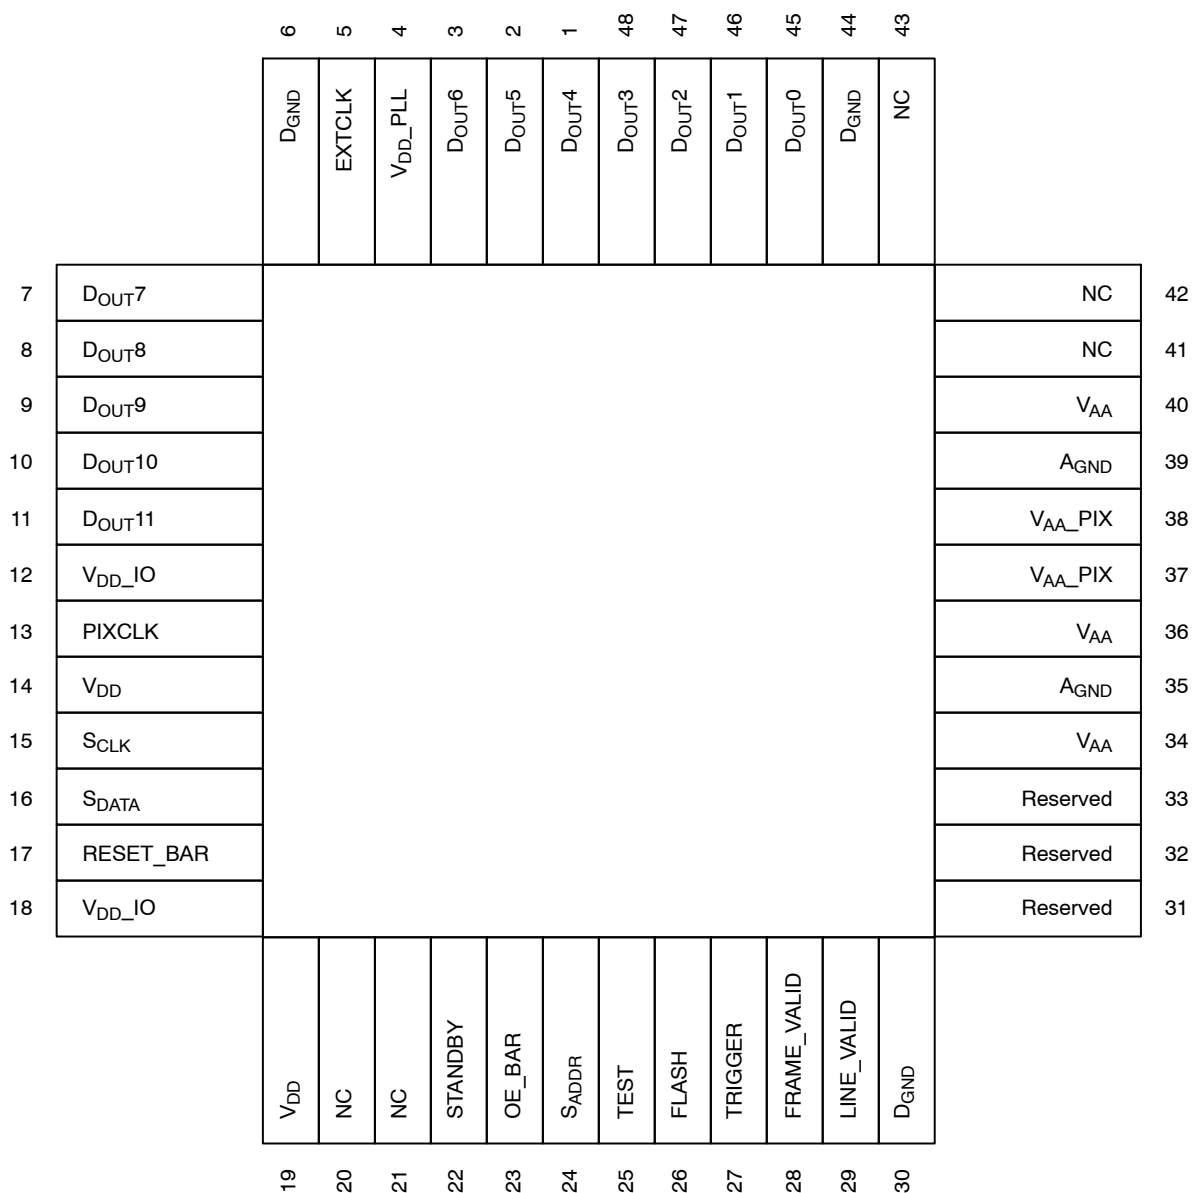 6 5 4 3 2 1 48 47 46 45 44 43
DGND
EXTCLK
VDD_PLL
DOUT6
DOUT5
DOUT4
DOUT3
DOUT2
DOUT1
DOUT0
DGND
NC
7 DOUT7
8 DOUT8
9 DOUT9
10 DOUT10
11 DOUT11
12 VDD_IO
13 PIXCLK
14 VDD
15 SCLK
16 SDATA
17 RESET_BAR
18 VDD_IO
NC 42
NC 41
VAA 40
AGND 39
VAA_PIX 38
VAA_PIX 37
VAA 36
AGND 35
VAA 34
Reserved 33
Reserved 32
Reserved 31
VDD
NC
NC
STANDBY
OE_BAR
SADDR
TEST
FLASH
TRIGGER
FRAME_VALID
LINE_VALID
DGND
19 20 21 22 23 24 25 26 27 28 29 30